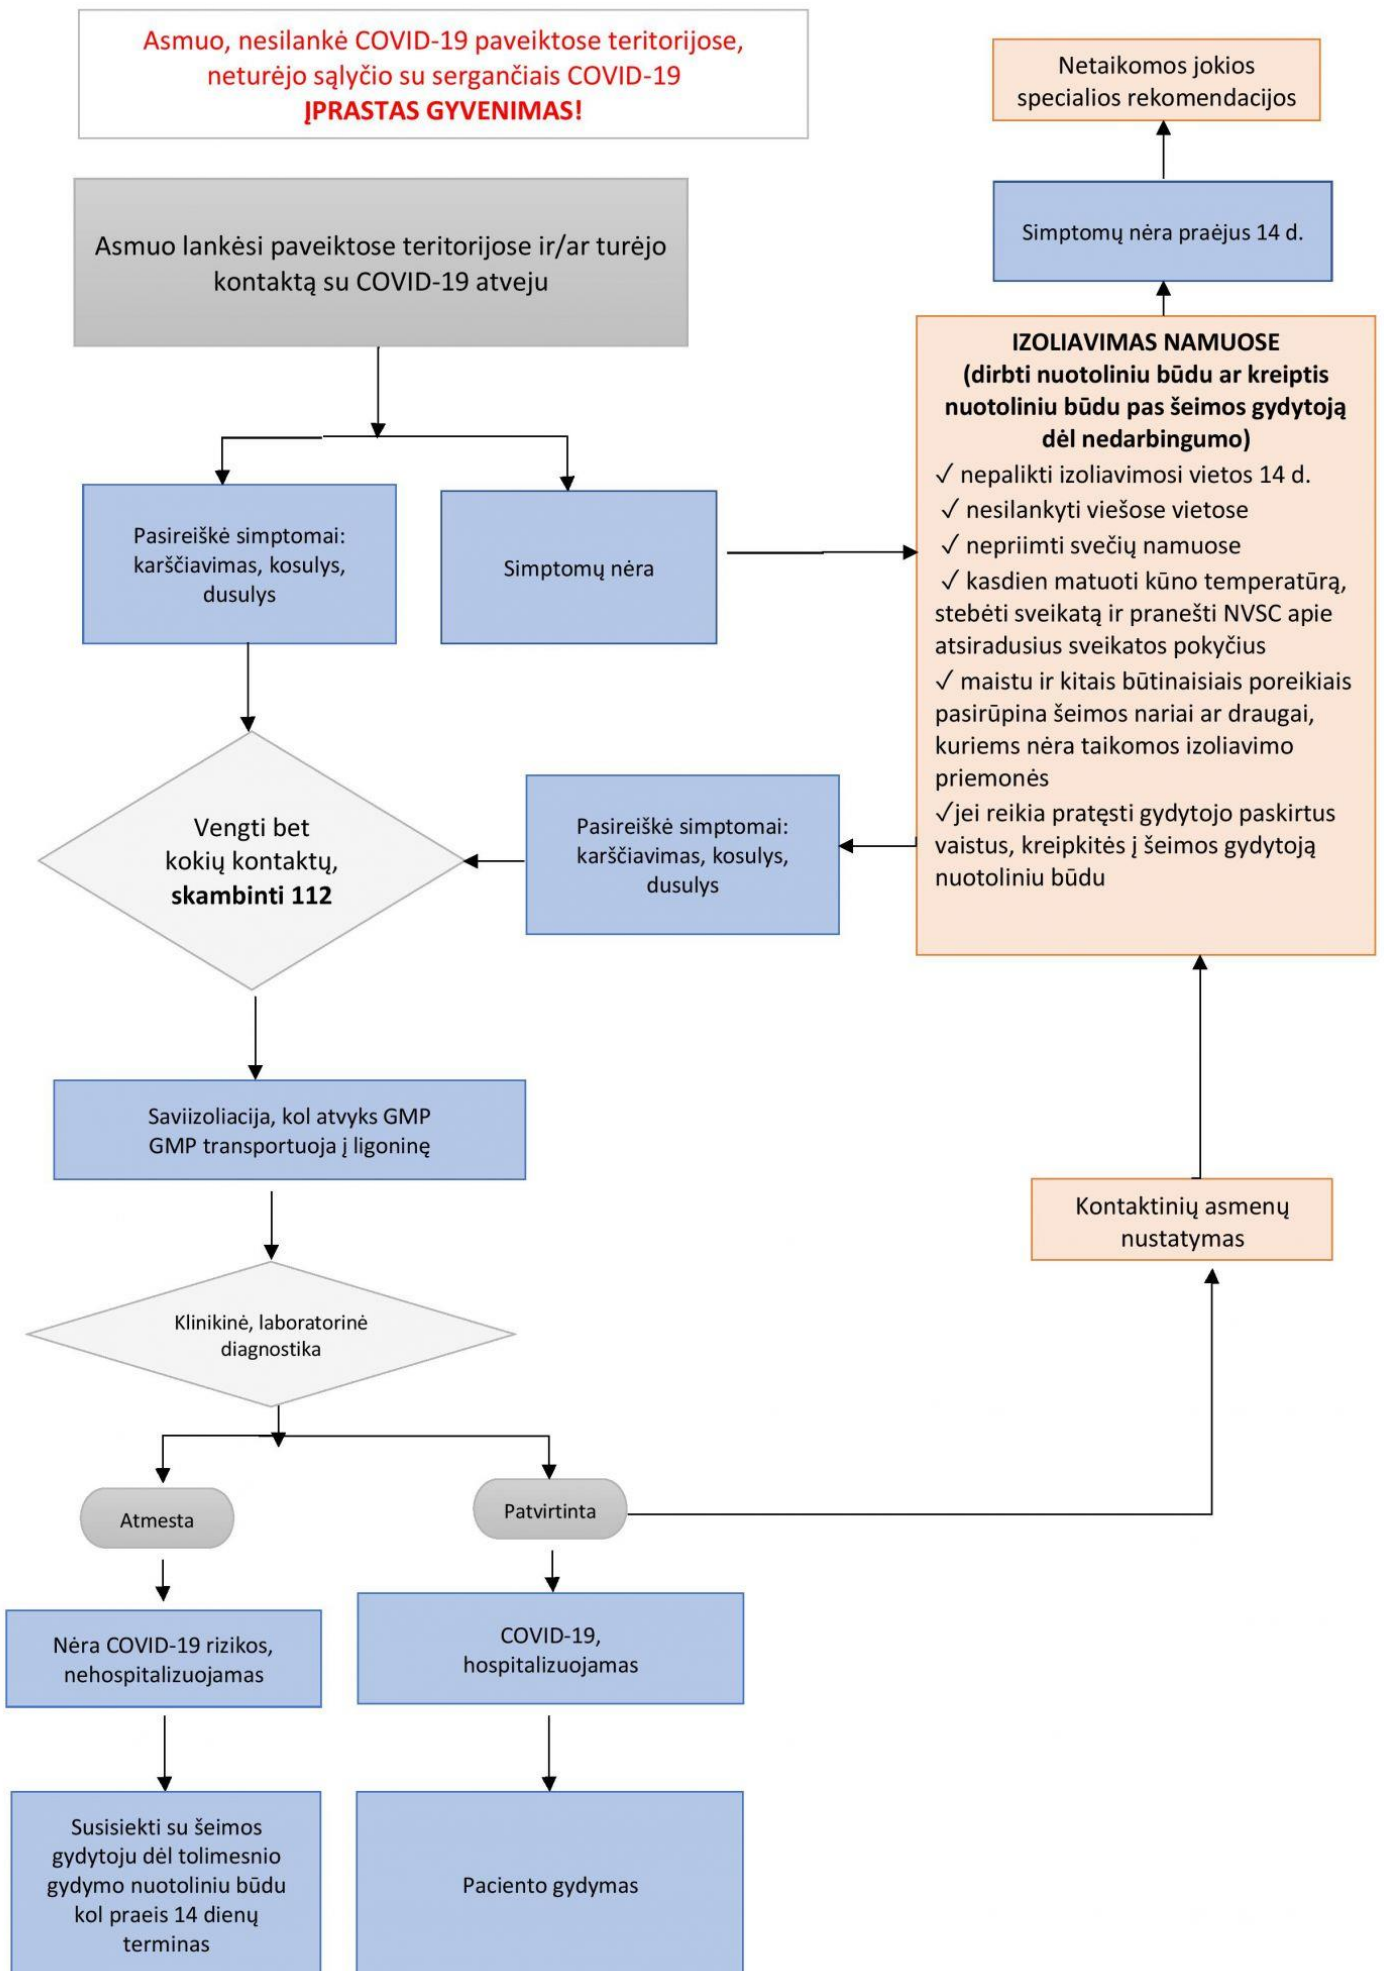 Asmuo, nesilankė COVID-19 paveiktose teritorijose,
neturėjo sąlyčio su sergančiais COVID-19
ĮPRASTAS GYVENIMAS!
Netaikomos jokios
specialios rekomendacijos
Simptomų nėra praėjus 14 d.
Asmuo lankėsi paveiktose teritorijose ir/ar turėjo
kontaktą su COVID-19 atveju
IZOLIAVIMAS NAMUOSE
(dirbti nuotoliniu būdu ar kreiptis
nuotoliniu būdu pas šeimos gydytoją
dėl nedarbingumo)
✓ nepalikti izoliavimosi vietos 14 d.
✓ nesilankyti viešose vietose
✓ nepriimti svečių namuose
✓ kasdien matuoti kūno temperatūrą,
stebėti sveikatą ir pranešti NVSC apie
atsiradusius sveikatos pokyčius
✓ maistu ir kitais būtinaisiais poreikiais
pasirūpina šeimos nariai ar draugai,
kuriems nėra taikomos izoliavimo
priemonės
✓jei reikia pratęsti gydytojo paskirtus
vaistus, kreipkitės į šeimos gydytoją
nuotoliniu būdu
Pasireiškė simptomai:
karščiavimas, kosulys,
dusulys
Simptomų nėra
Vengti bet
kokių kontaktų,
skambinti 112
Pasireiškė simptomai:
karščiavimas, kosulys,
dusulys
Saviizoliacija, kol atvyks GMP
GMP transportuoja į ligoninę
Kontaktinių asmenų
nustatymas
Klinikinė, laboratorinė
diagnostika
Atmesta
Patvirtinta
Nėra COVID-19 rizikos,
nehospitalizuojamas
COVID-19,
hospitalizuojamas
Susisiekti su šeimos
gydytoju dėl tolimesnio
gydymo nuotoliniu būdu
kol praeis 14 dienų
terminas
Paciento gydymas